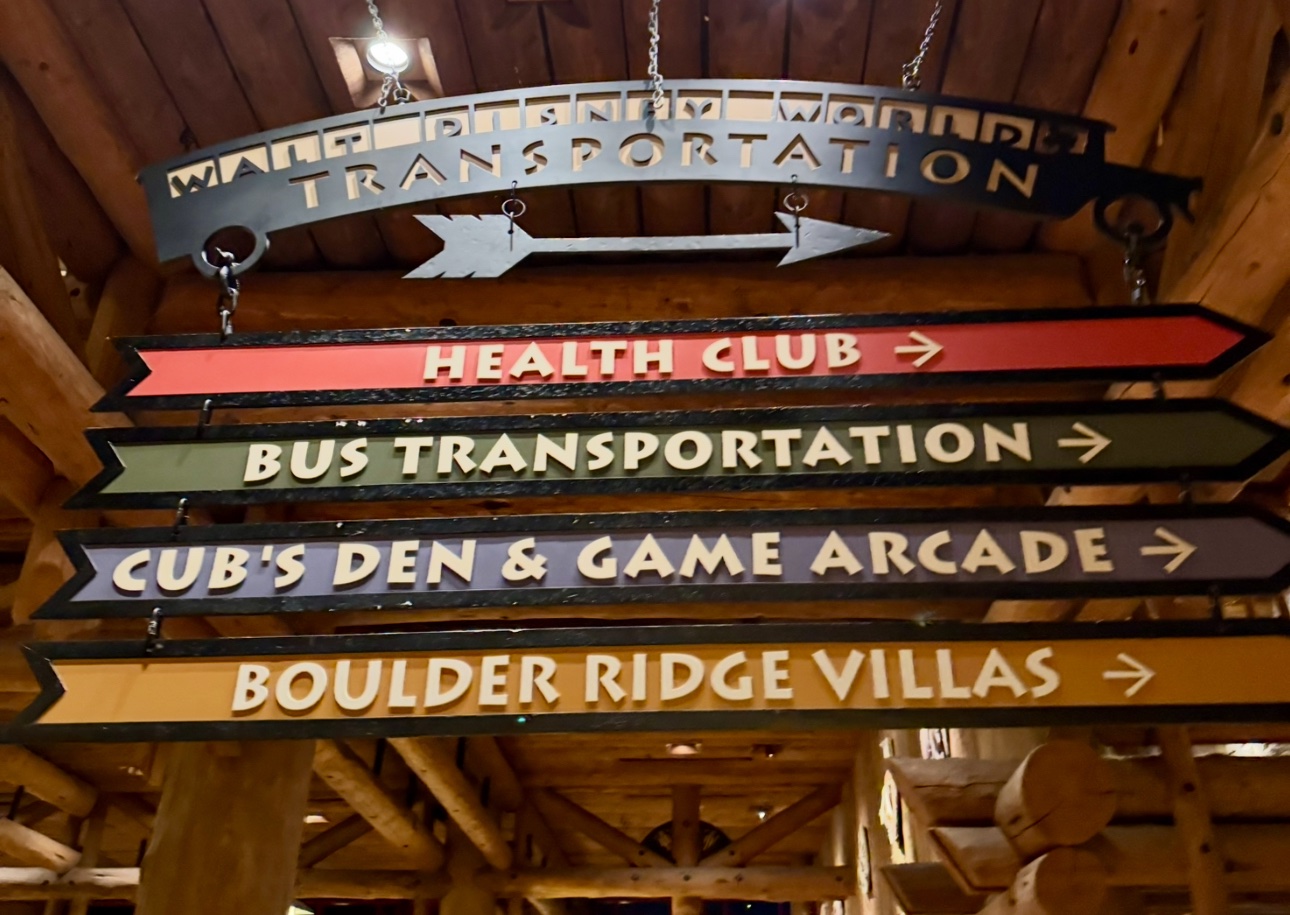 WALT DISNEY WORLD
TRANSPORTATION
HEALTH CLUB →
BUS TRANSPORTATION →
CUB'S DEN & GAME ARCADE →
BOULDER RIDGE VILLAS →